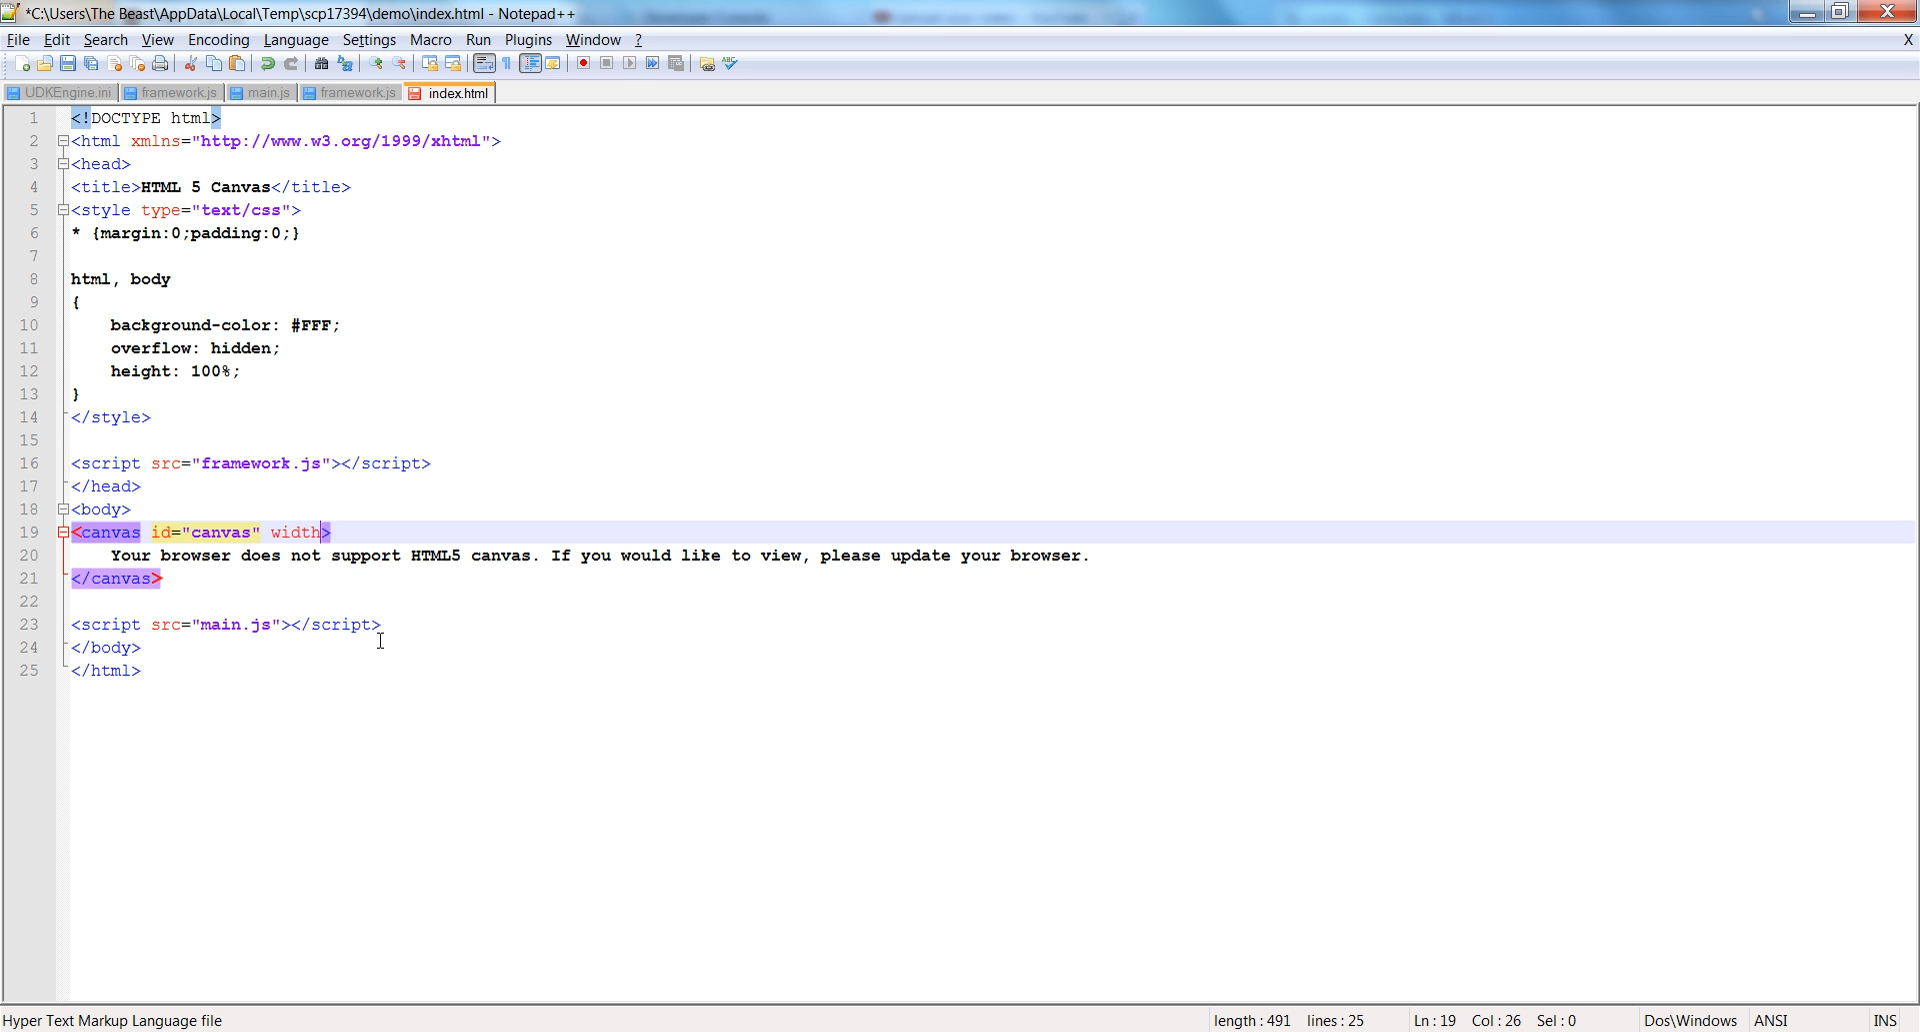 *C:\Users\The Beast\AppData\Local\Temp\scp17394\demo\index.html - Notepad++
File Edit Search View Encoding Language Settings Macro Run Plugins Window ? X
UDKEngine.ini framework.js main.js framework.js index.html
1 <!DOCTYPE html>
2 <html xmlns="http://www.w3.org/1999/xhtml">
3 <head>
4 <title>HTML 5 Canvas</title>
5 <style type="text/css">
6 * {margin:0;padding:0;}
7
8 html, body
9 {
10 background-color: #FFF;
11 overflow: hidden;
12 height: 100%;
13 }
14 </style>
15
16 <script src="framework.js"></script>
17 </head>
18 <body>
19 <canvas id="canvas" width>
20 Your browser does not support HTML5 canvas. If you would like to view, please update your browser.
21 </canvas>
22
23 <script src="main.js"></script>
24 </body>
25 </html>
Hyper Text Markup Language file length : 491 lines : 25 Ln : 19 Col : 26 Sel : 0 Dos\Windows ANSI INS